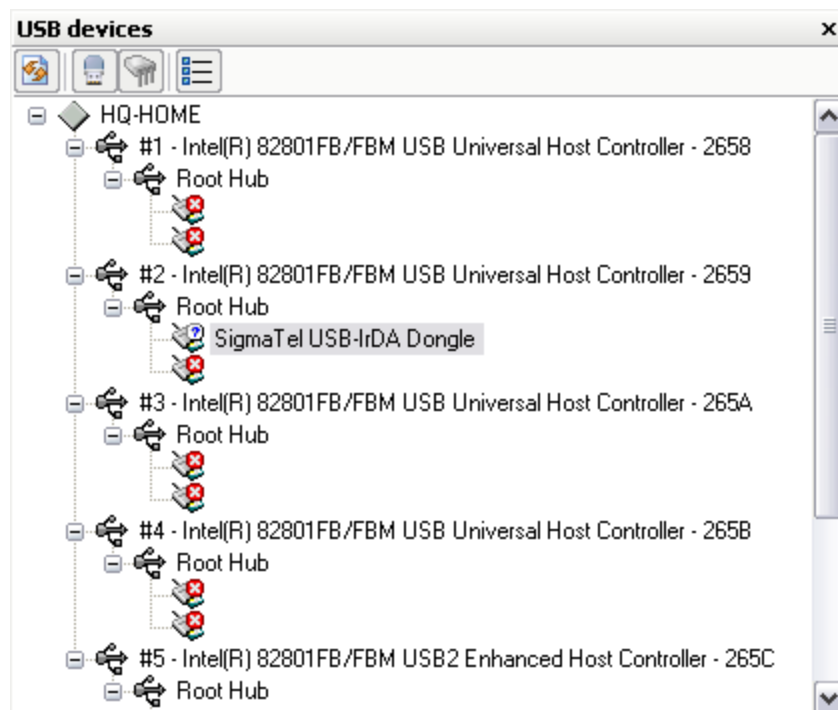 USB devices
HQ-HOME
#1 - Intel(R) 82801FB/FBM USB Universal Host Controller - 2658
Root Hub
#2 - Intel(R) 82801FB/FBM USB Universal Host Controller - 2659
Root Hub
SigmaTel USB-IrDA Dongle
#3 - Intel(R) 82801FB/FBM USB Universal Host Controller - 265A
Root Hub
#4 - Intel(R) 82801FB/FBM USB Universal Host Controller - 265B
Root Hub
#5 - Intel(R) 82801FB/FBM USB2 Enhanced Host Controller - 265C
Root Hub